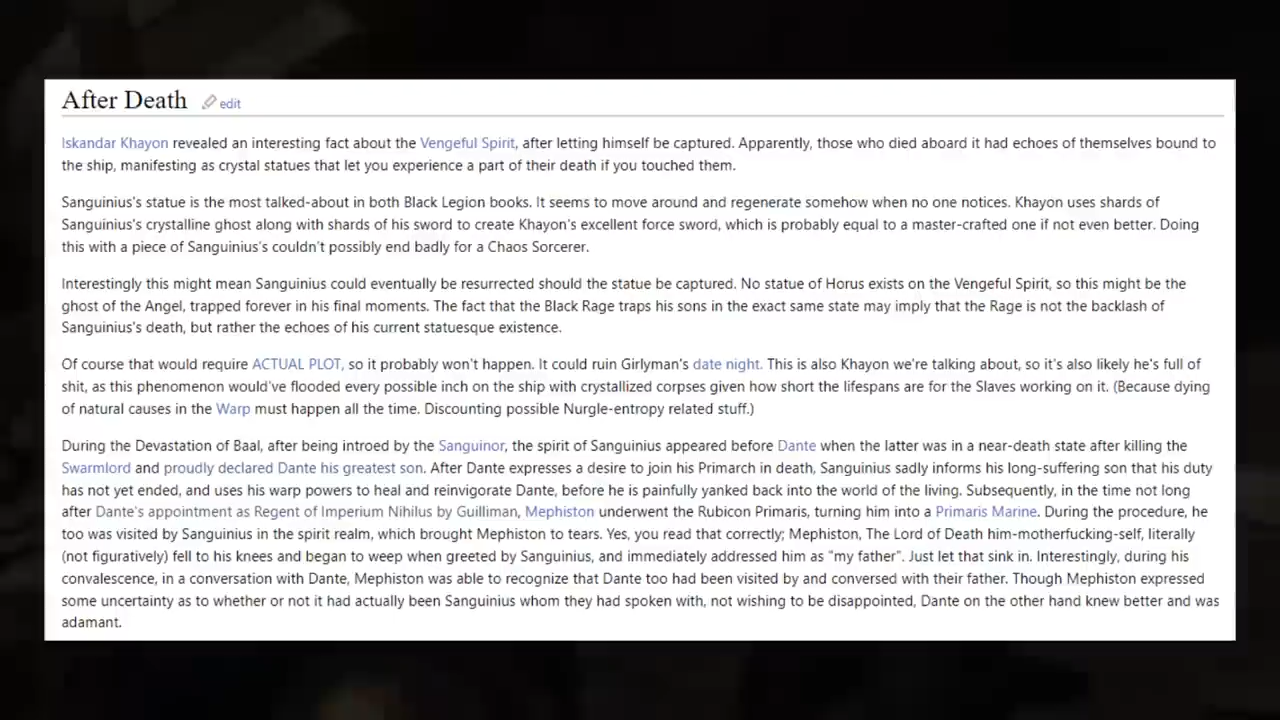 After Death edit
Iskandar Khayon revealed an interesting fact about the Vengeful Spirit, after letting himself be captured. Apparently, those who died aboard it had echoes of themselves bound to
the ship, manifesting as crystal statues that let you experience a part of their death if you touched them.
Sanguinius's statue is the most talked-about in both Black Legion books. It seems to move around and regenerate somehow when no one notices. Khayon uses shards of
Sanguinius's crystalline ghost along with shards of his sword to create Khayon's excellent force sword, which is probably equal to a master-crafted one if not even better. Doing
this with a piece of Sanguinius's couldn't possibly end badly for a Chaos Sorcerer.
Interestingly this might mean Sanguinius could eventually be resurrected should the statue be captured. No statue of Horus exists on the Vengeful Spirit, so this might be the
ghost of the Angel, trapped forever in his final moments. The fact that the Black Rage traps his sons in the exact same state may imply that the Rage is not the backlash of
Sanguinius's death, but rather the echoes of his current statuesque existence.
Of course that would require ACTUAL PLOT, so it probably won't happen. It could ruin Girlyman's date night. This is also Khayon we're talking about, so it's also likely he's full of
shit, as this phenomenon would've flooded every possible inch on the ship with crystallized corpses given how short the lifespans are for the Slaves working on it. (Because dying
of natural causes in the Warp must happen all the time. Discounting possible Nurgle-entropy related stuff.)
During the Devastation of Baal, after being introed by the Sanguinor, the spirit of Sanguinius appeared before Dante when the latter was in a near-death state after killing the
Swarmlord and proudly declared Dante his greatest son. After Dante expresses a desire to join his Primarch in death, Sanguinius sadly informs his long-suffering son that his duty
has not yet ended, and uses his warp powers to heal and reinvigorate Dante, before he is painfully yanked back into the world of the living. Subsequently, in the time not long
after Dante's appointment as Regent of Imperium Nihilus by Guilliman, Mephiston underwent the Rubicon Primaris, turning him into a Primaris Marine. During the procedure, he
too was visited by Sanguinius in the spirit realm, which brought Mephiston to tears. Yes, you read that correctly; Mephiston, The Lord of Death him-motherfucking-self, literally
(not figuratively) fell to his knees and began to weep when greeted by Sanguinius, and immediately addressed him as "my father". Just let that sink in. Interestingly, during his
convalescence, in a conversation with Dante, Mephiston was able to recognize that Dante too had been visited by and conversed with their father. Though Mephiston expressed
some uncertainty as to whether or not it had actually been Sanguinius whom they had spoken with, not wishing to be disappointed, Dante on the other hand knew better and was
adamant.